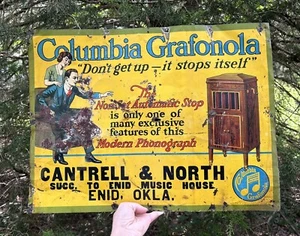 Columbia Grafonola
"Don't get up—it stops itself"
The
Non-Set Automatic Stop
is only one of
many exclusive
features of this
Modern Phonograph
CANTRELL & NORTH
SUCC. TO ENID MUSIC HOUSE,
ENID, OKLA.